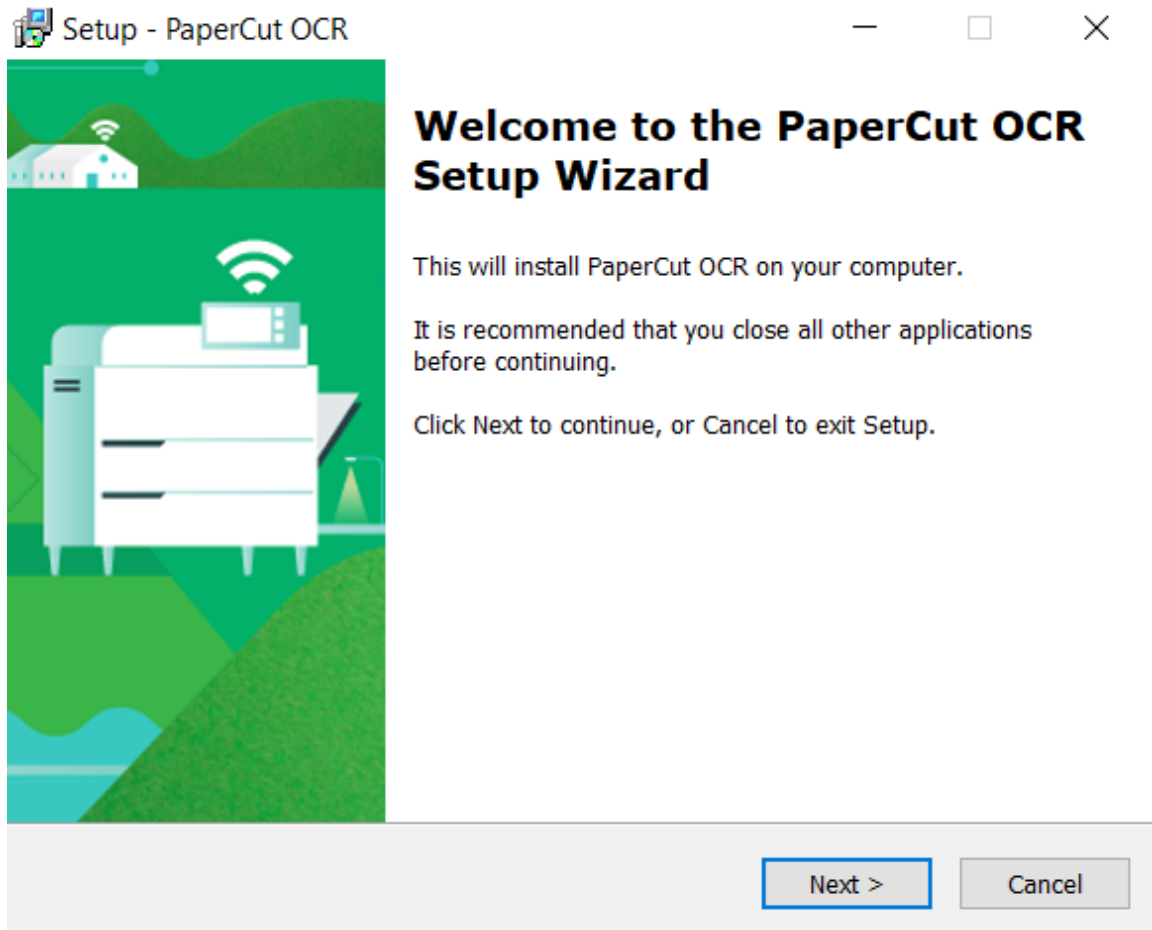 Setup - PaperCut OCR
Welcome to the PaperCut OCR
Setup Wizard
This will install PaperCut OCR on your computer.
It is recommended that you close all other applications
before continuing.
Click Next to continue, or Cancel to exit Setup.
Next >
Cancel